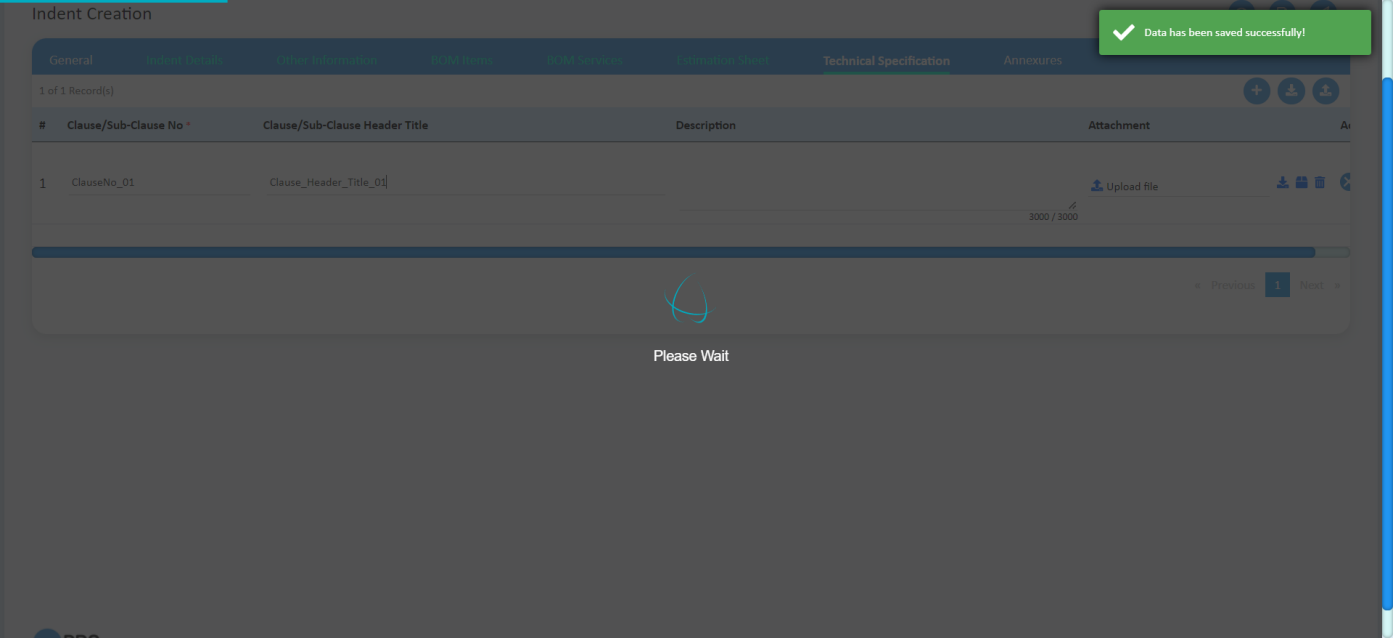 Indent Creation
Data has been saved successfully!
General Indent Details Other Information BOM Items BOM Services Estimation Sheet Technical Specification Annexures
1 of 1 Record(s)
# Clause/Sub-Clause No * Clause/Sub-Clause Header Title Description Attachment
1 ClauseNo_01 Clause_Header_Title_01 Upload file
3000 / 3000
« Previous 1 Next »
Please Wait